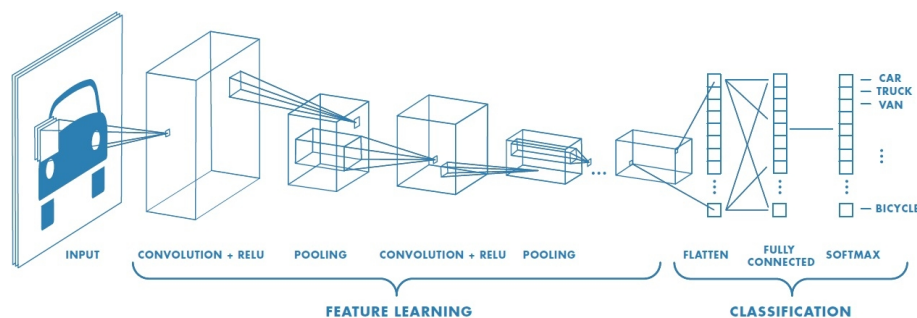 CAR
TRUCK
VAN
BICYCLE
INPUT
CONVOLUTION + RELU
POOLING
CONVOLUTION + RELU
POOLING
FLATTEN
FULLY
CONNECTED
SOFTMAX
FEATURE LEARNING
CLASSIFICATION